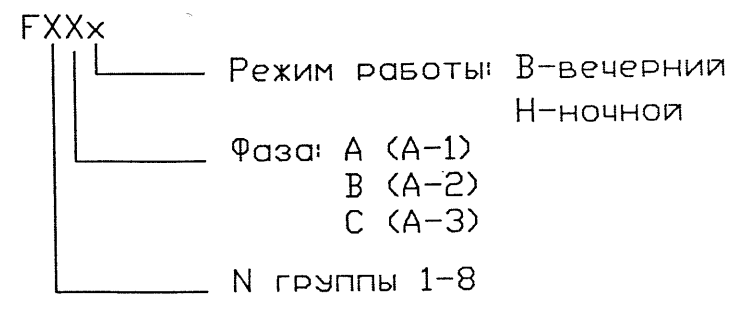 FXXx
Режим работы: В-вечерний
Н-ночной
Фаза: А (А-1)
В (А-2)
С (А-3)
N группы 1-8